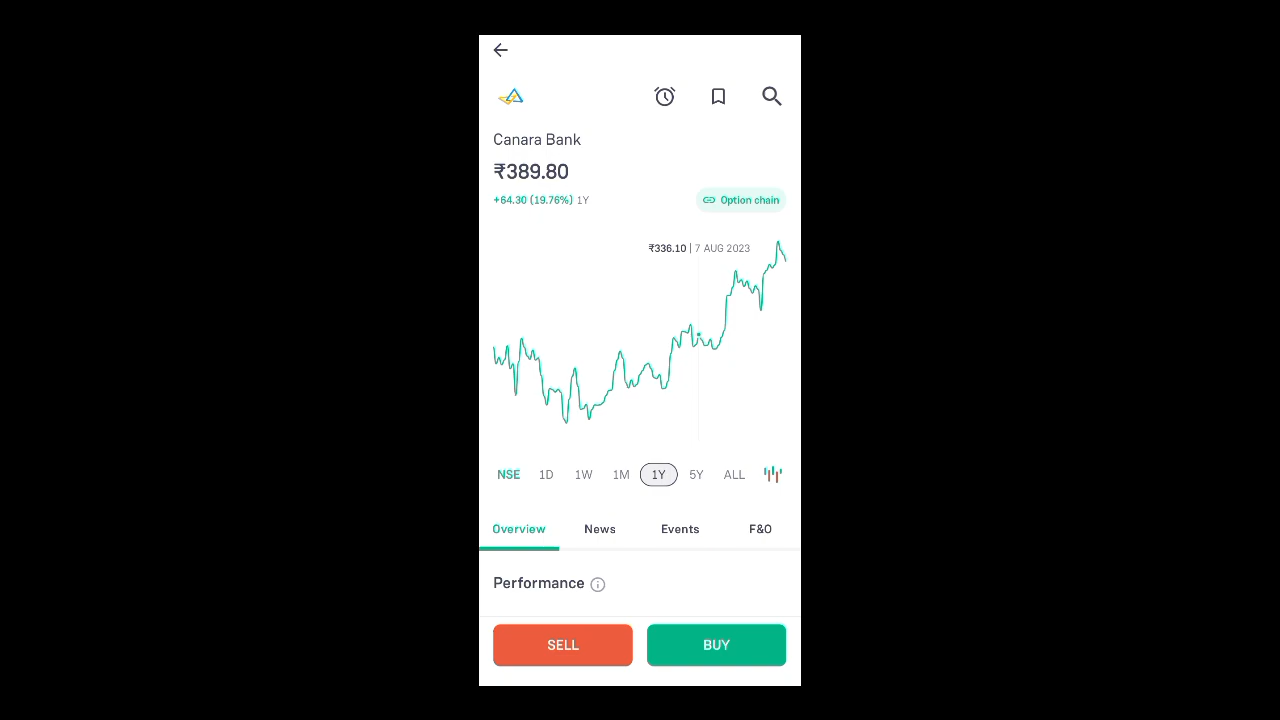 Canara Bank
₹389.80
+64.30 (19.76%) 1Y
Option chain
₹336.10 | 7 AUG 2023
NSE 1D 1W 1M 1Y 5Y ALL
Overview News Events F&O
Performance
SELL BUY